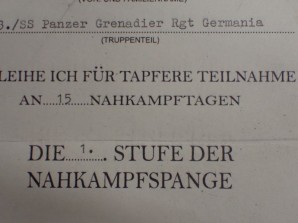 3./SS Panzer Grenadier Rgt Germania
(TRUPPENTEIL)
LEIHE ICH FÜR TAPFERE TEILNAHME
AN....15....NAHKAMPFTAGEN
DIE....1..... STUFE DER
NAHKAMPFSPANGE